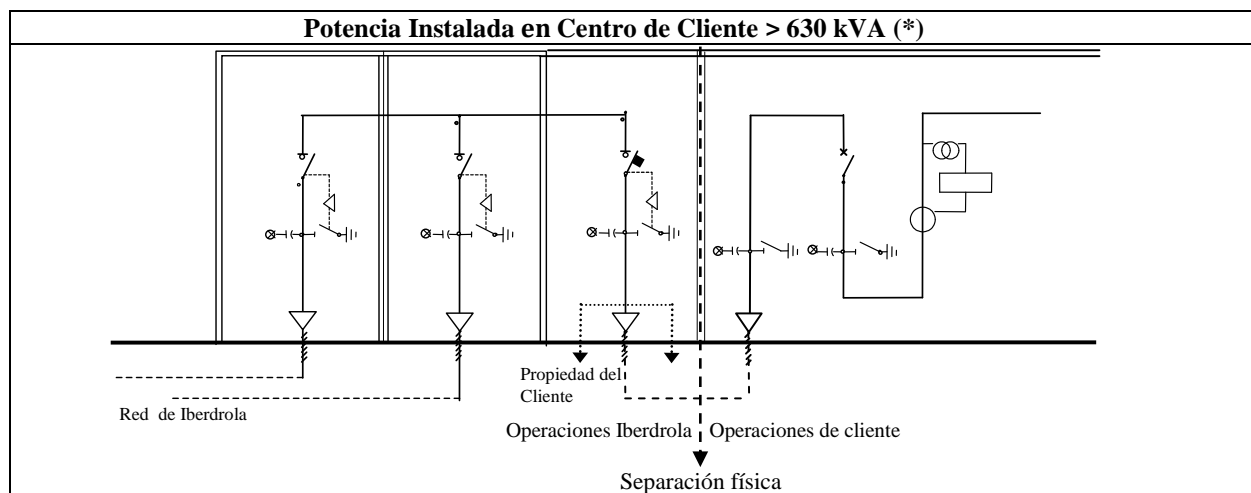 Potencia Instalada en Centro de Cliente > 630 kVA (*)
Propiedad del
Cliente
Red de Iberdrola
Operaciones Iberdrola
Operaciones de cliente
Separación física